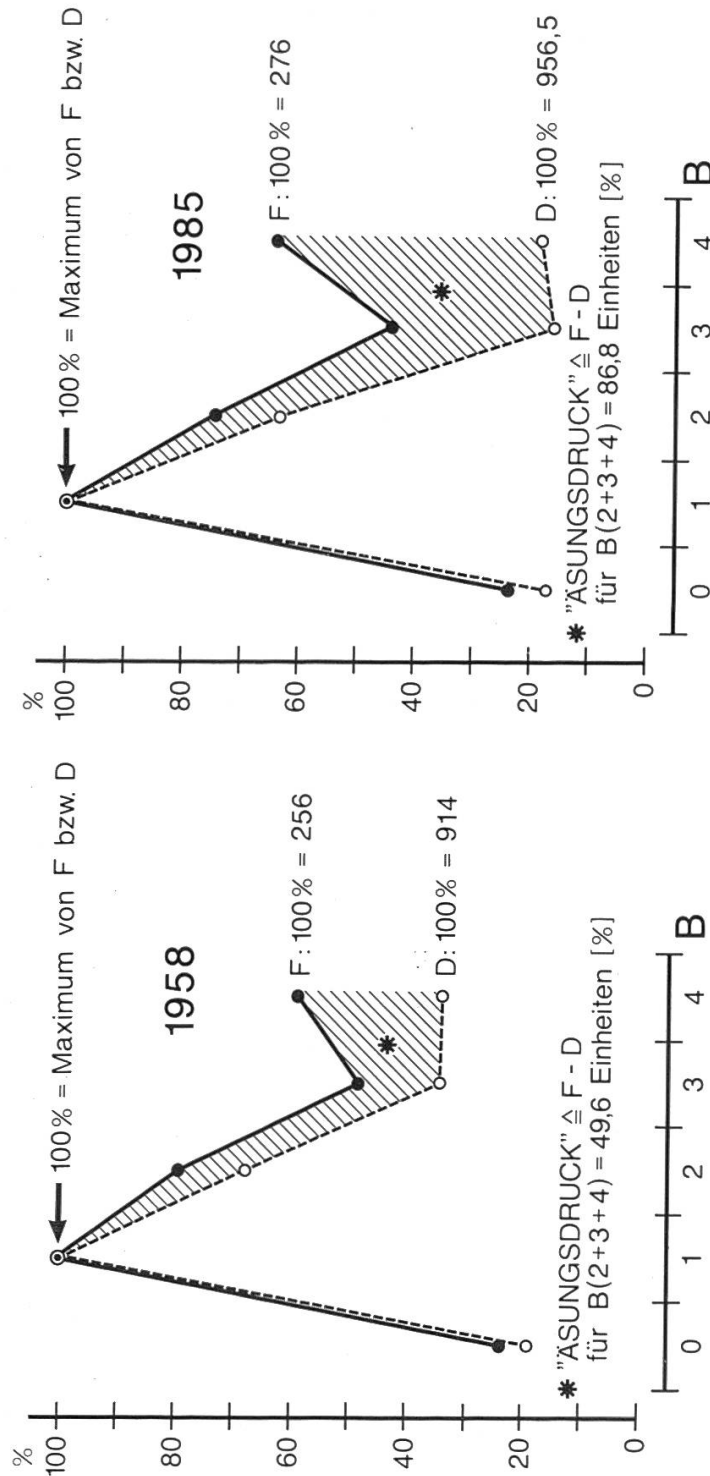 %
100
80
60
40
20
0
100% = Maximum von F bzw. D
1958
F: 100% = 256
D: 100% = 914
* "ÄSUNGSDRUCK" ≙ F - D
für B(2+3+4) = 49,6 Einheiten [%]
0 1 2 3 4 B
%
100
80
60
40
20
0
100% = Maximum von F bzw. D
1985
F: 100% = 276
D: 100% = 956,5
* "ÄSUNGSDRUCK" ≙ F - D
für B(2+3+4) = 86,8 Einheiten [%]
0 1 2 3 4 B